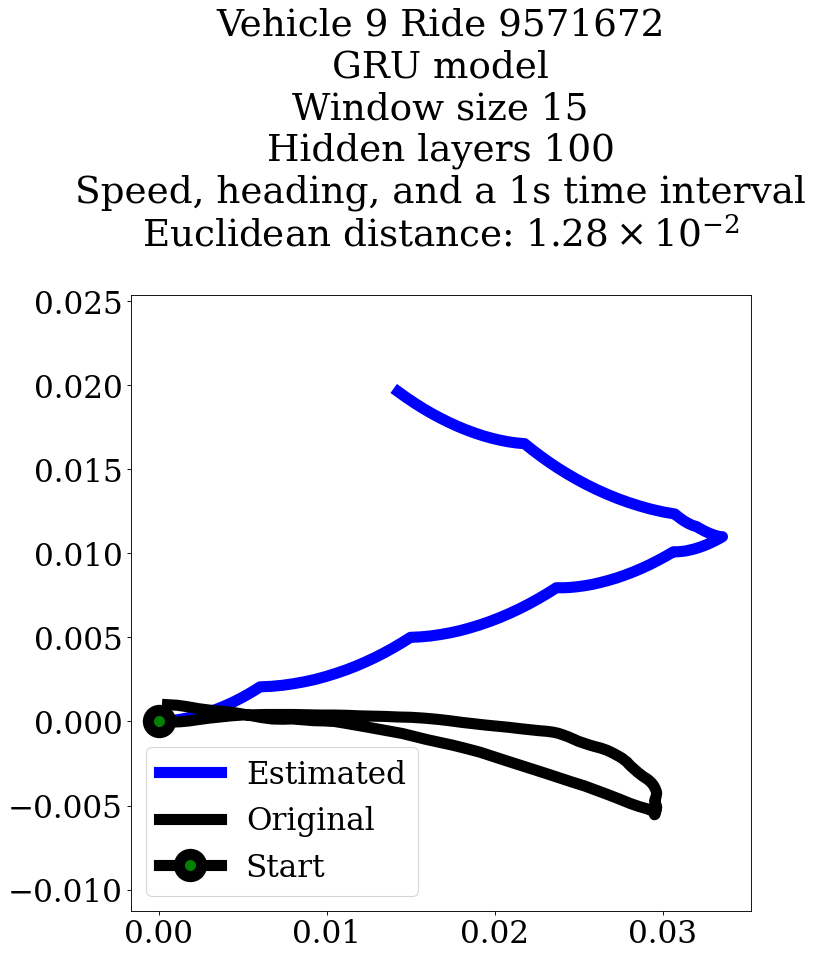 Vehicle 9 Ride 9571672
GRU model
Window size 15
Hidden layers 100
Speed, heading, and a 1s time interval
Euclidean distance: 1.28 × 10⁻²
0.025
0.020
0.015
0.010
0.005
0.000
−0.005
−0.010
Estimated
Original
Start
0.00 0.01 0.02 0.03